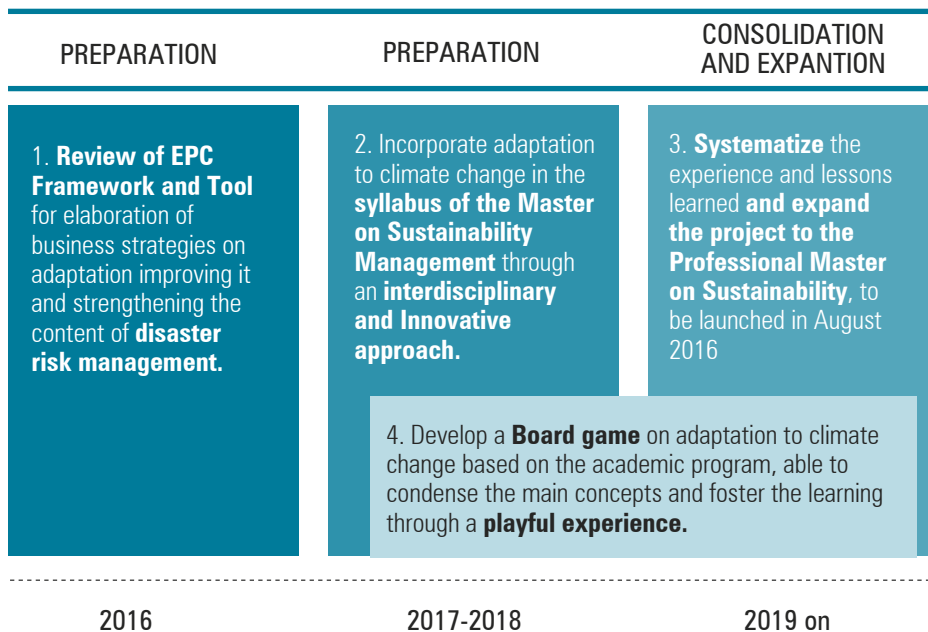 PREPARATION
PREPARATION
CONSOLIDATION
AND EXPANTION
1. Review of EPC
Framework and Tool
for elaboration of
business strategies on
adaptation improving it
and strengthening the
content of disaster
risk management.
2. Incorporate adaptation
to climate change in the
syllabus of the Master
on Sustainability
Management through
an interdisciplinary
and Innovative
approach.
3. Systematize the
experience and lessons
learned and expand
the project to the
Professional Master
on Sustainability, to
be launched in August
2016
4. Develop a Board game on adaptation to climate
change based on the academic program, able to
condense the main concepts and foster the learning
through a playful experience.
2016
2017-2018
2019 on